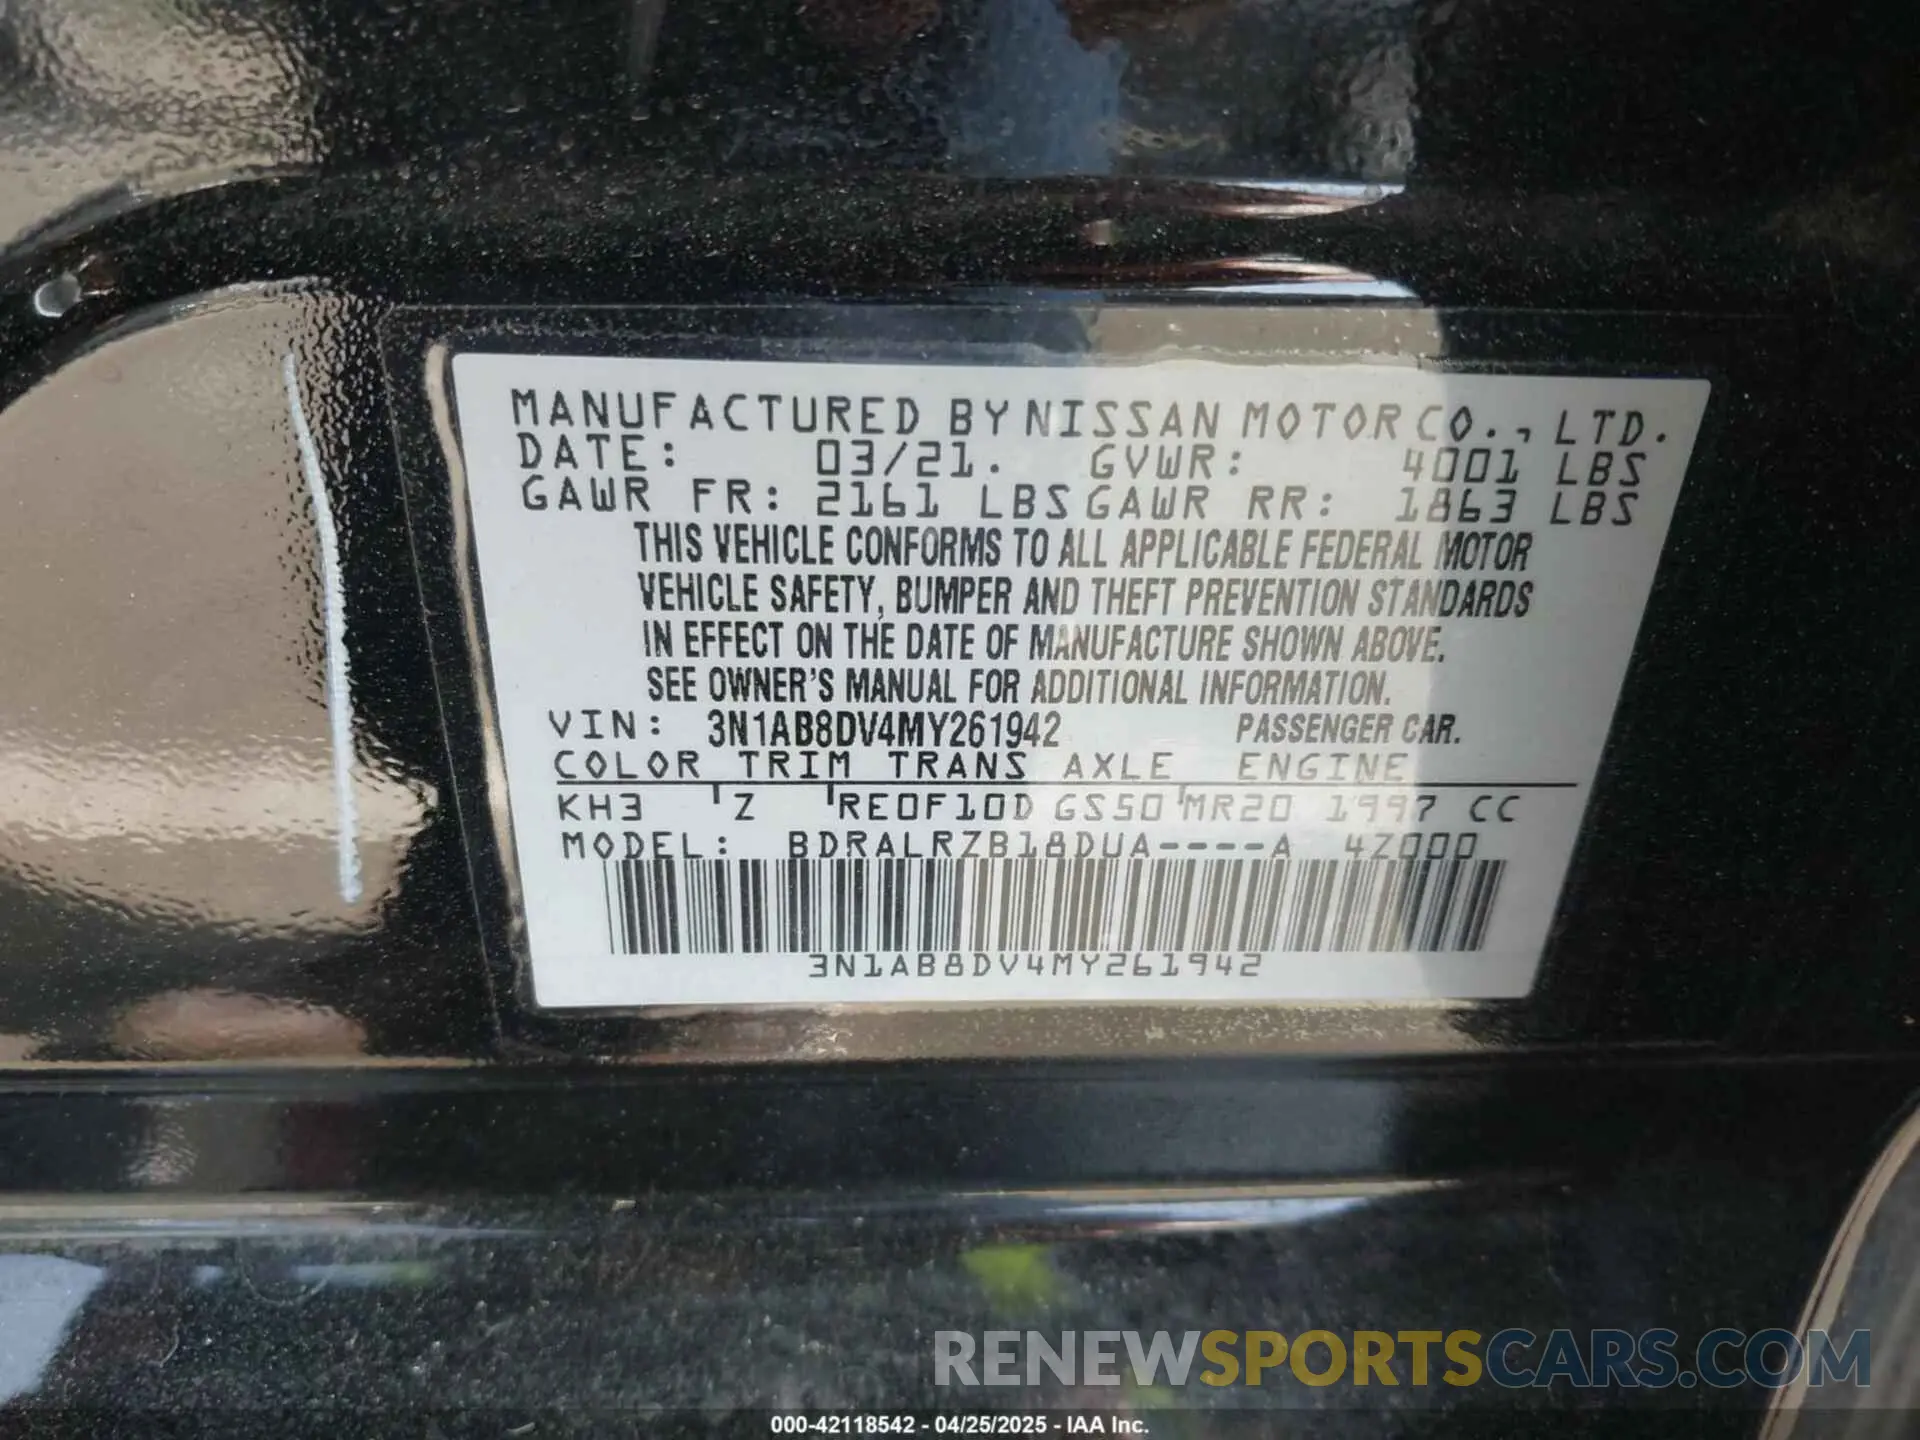 MANUFACTURED BY NISSAN MOTOR CO., LTD.
DATE: 03/21. GVWR: 4001 LBS
GAWR FR: 2161 LBS GAWR RR: 1863 LBS
THIS VEHICLE CONFORMS TO ALL APPLICABLE FEDERAL MOTOR
VEHICLE SAFETY, BUMPER AND THEFT PREVENTION STANDARDS
IN EFFECT ON THE DATE OF MANUFACTURE SHOWN ABOVE.
SEE OWNER'S MANUAL FOR ADDITIONAL INFORMATION.
VIN: 3N1AB8DV4MY261942 PASSENGER CAR.
COLOR TRIM TRANS AXLE ENGINE
KH3 Z RE0F10D GS50 MR20 1997 CC
MODEL: BDRALRZB18DUA----A 4Z000
3N1AB8DV4MY261942
RENEWSPORTSCARS.COM
000-42118542 - 04/25/2025 - IAA Inc.